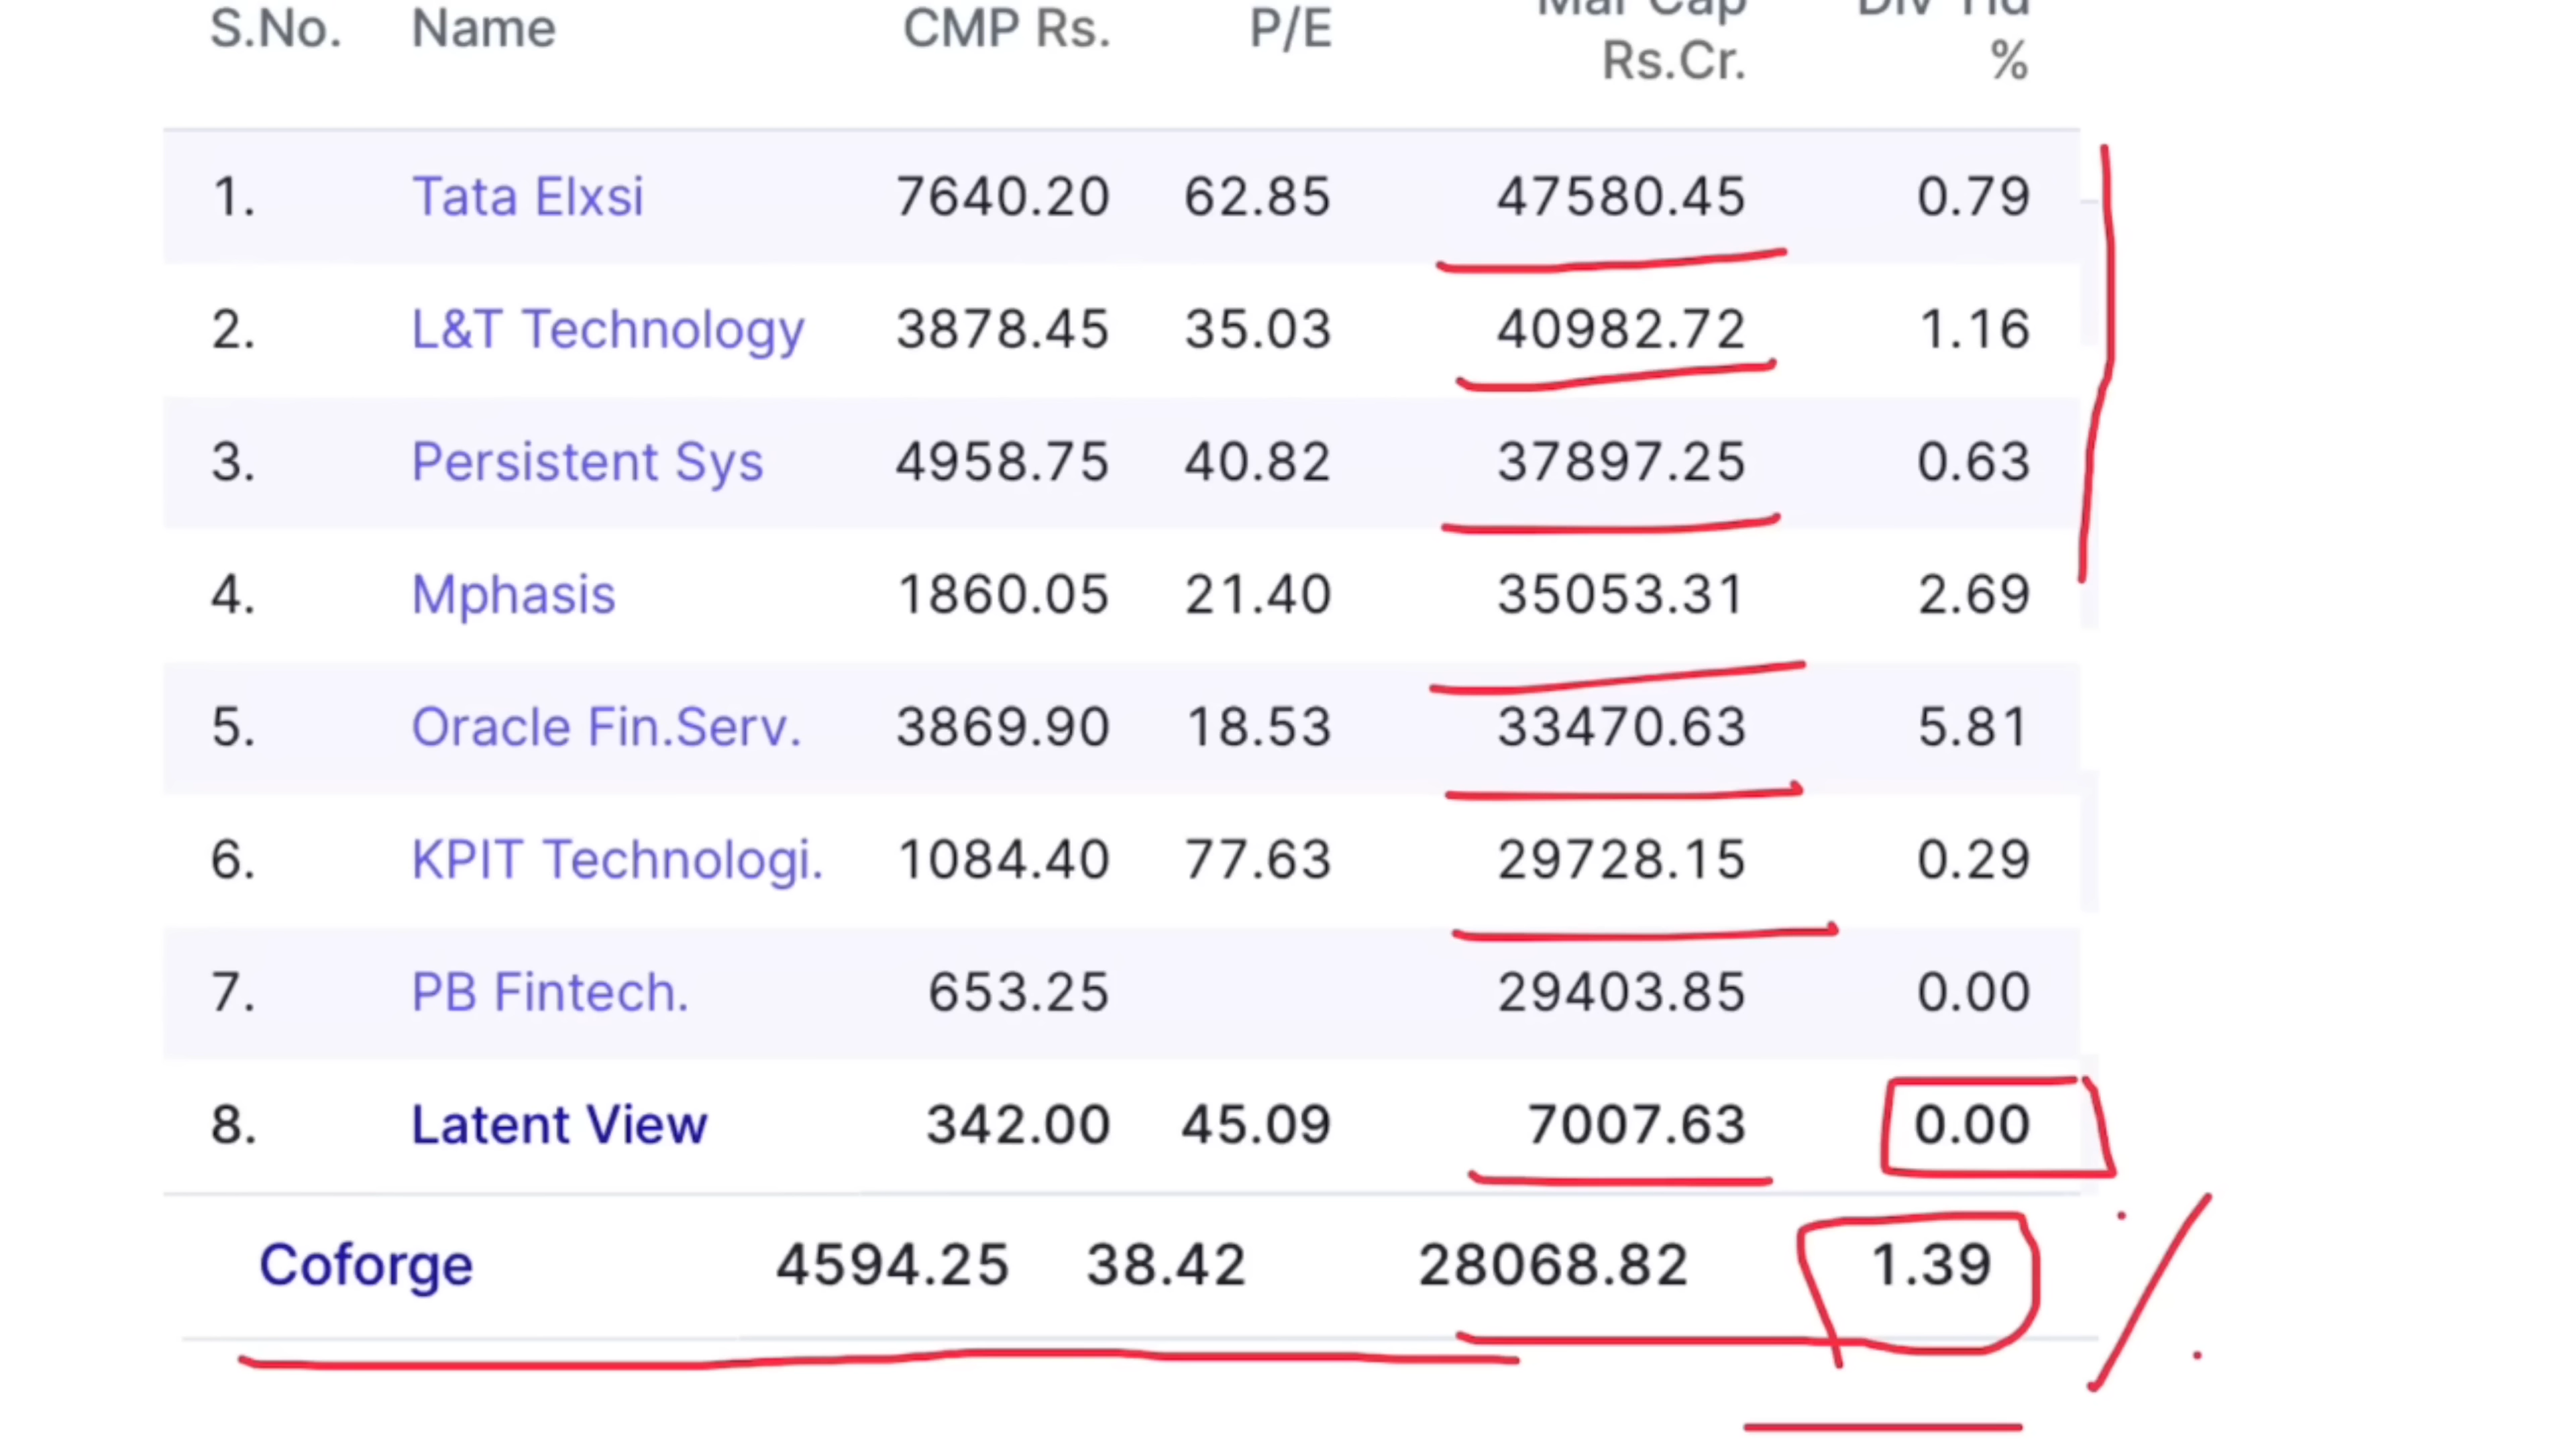 S.No. Name CMP Rs. P/E Mar Cap Rs.Cr. Div Yld %
1. Tata Elxsi 7640.20 62.85 47580.45 0.79
2. L&T Technology 3878.45 35.03 40982.72 1.16
3. Persistent Sys 4958.75 40.82 37897.25 0.63
4. Mphasis 1860.05 21.40 35053.31 2.69
5. Oracle Fin.Serv. 3869.90 18.53 33470.63 5.81
6. KPIT Technologi. 1084.40 77.63 29728.15 0.29
7. PB Fintech. 653.25 29403.85 0.00
8. Latent View 342.00 45.09 7007.63 0.00
Coforge 4594.25 38.42 28068.82 1.39